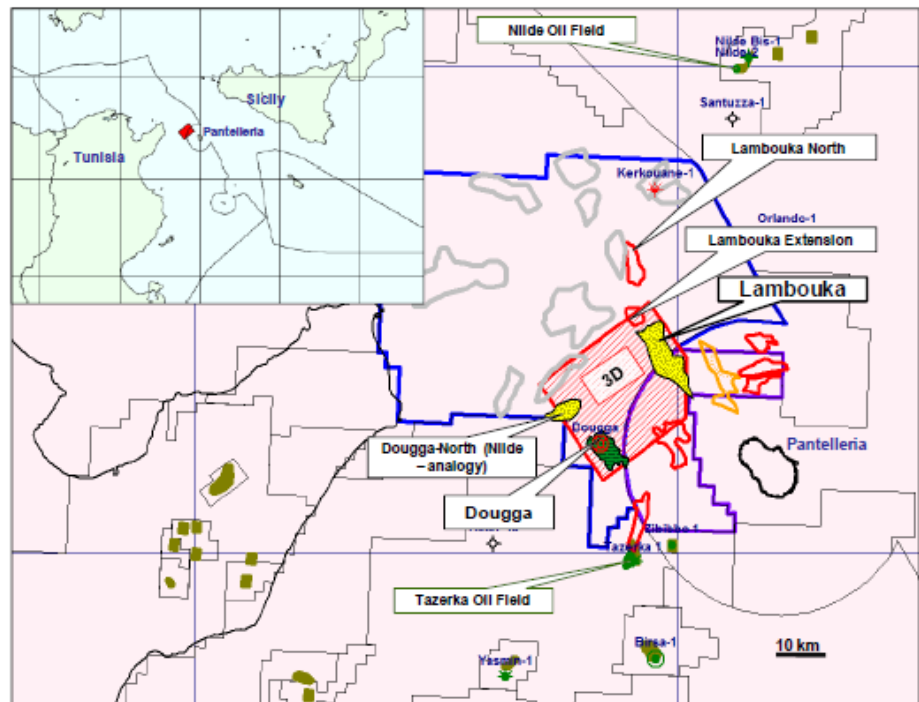 Nilde Oil Field
Nilde Bis-1
Sicily
Santuzza-1
Pantelleria
Tunisia
Lambouka North
Kerkouane-1
Orlando-1
Lambouka Extension
Lambouka
3D
Dougga
Dougga-North (Nilde
–analogy)
Pantelleria
Dougga
Zibibbo-1
Tazerka 1
Tazerka Oil Field
Birsa-1
10 km
Yasmin-1